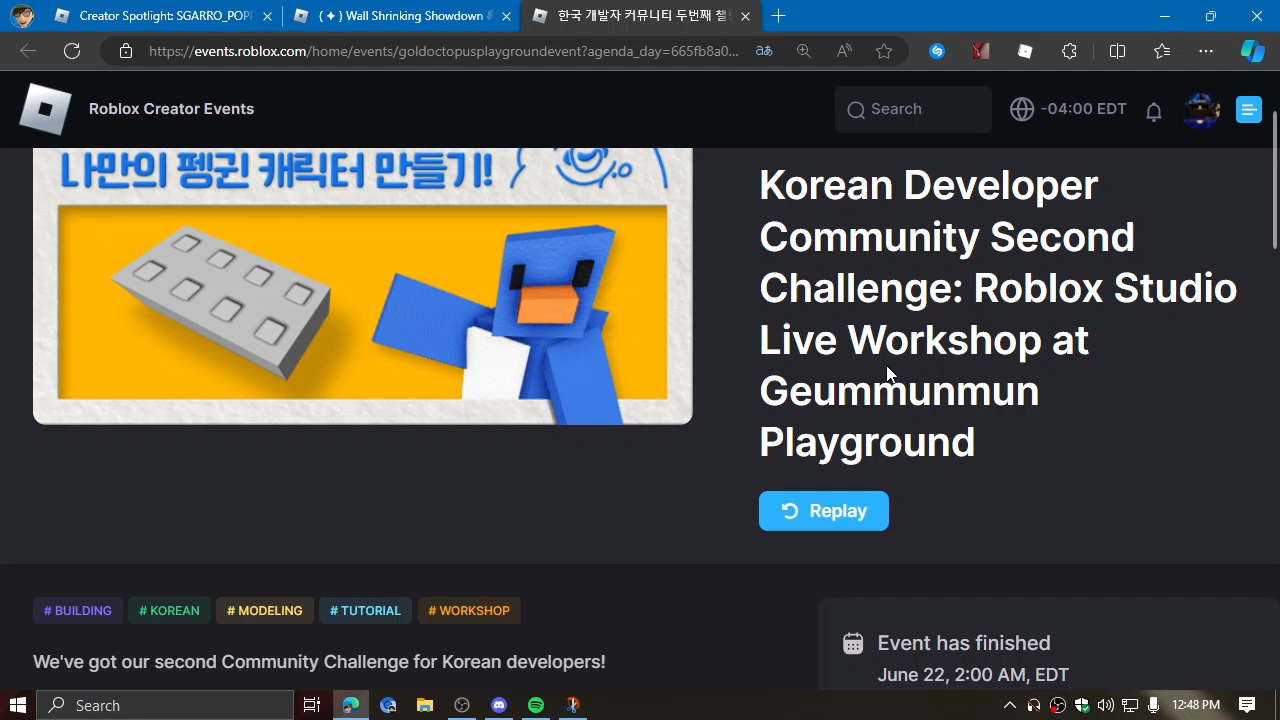 Creator Spotlight: SGARRO_POP
(✦) Wall Shrinking Showdown
한국 개발자 커뮤니티 두번째 챌
https://events.roblox.com/home/events/goldoctopusplaygroundevent?agenda_day=665fb8a0...
Roblox Creator Events
Search
-04:00 EDT
나만의 펭귄 캐릭터 만들기!
Korean Developer
Community Second
Challenge: Roblox Studio
Live Workshop at
Geummunmun
Playground
Replay
# BUILDING
# KOREAN
# MODELING
# TUTORIAL
# WORKSHOP
We've got our second Community Challenge for Korean developers!
Event has finished
June 22, 2:00 AM, EDT
Search
12:48 PM